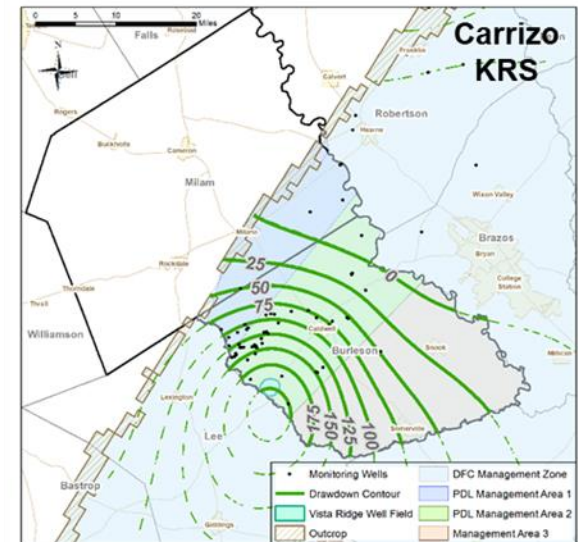 0 5 10 20
Miles
Carrizo
KRS
Falls
Rosebud
Franklin
N
Calvert
Robertson
Rogers
Hearne
Buckholts
Cameron
Milam
Wixon Valley
Milano
Brazos
Bryan
College
Station
Rockdale
0
25
50
75
Thorndale
Thrall
Williamson
Caldwell
Burleson
Snook
Lexington
175
150
125
100
Lee
Somerville
Bastrop
Giddings
Monitoring Wells
Drawdown Contour
Vista Ridge Well Field
Outcrop
DFC Management Zone
PDL Management Area 1
PDL Management Area 2
Management Area 3